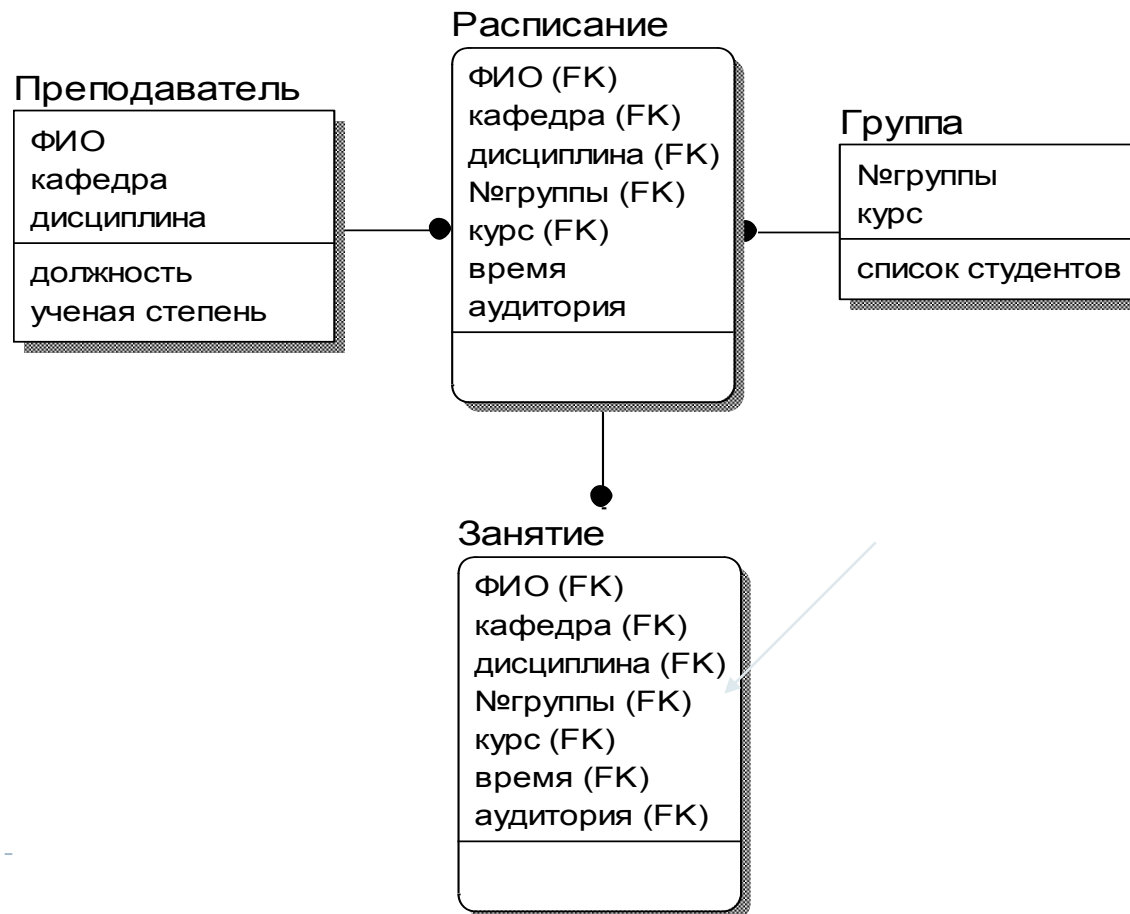 Расписание
ФИО (FK)
кафедра (FK)
дисциплина (FK)
№группы (FK)
курс (FK)
время
аудитория
Преподаватель
ФИО
кафедра
дисциплина
должность
ученая степень
Группа
№группы
курс
список студентов
Занятие
ФИО (FK)
кафедра (FK)
дисциплина (FK)
№группы (FK)
курс (FK)
время (FK)
аудитория (FK)